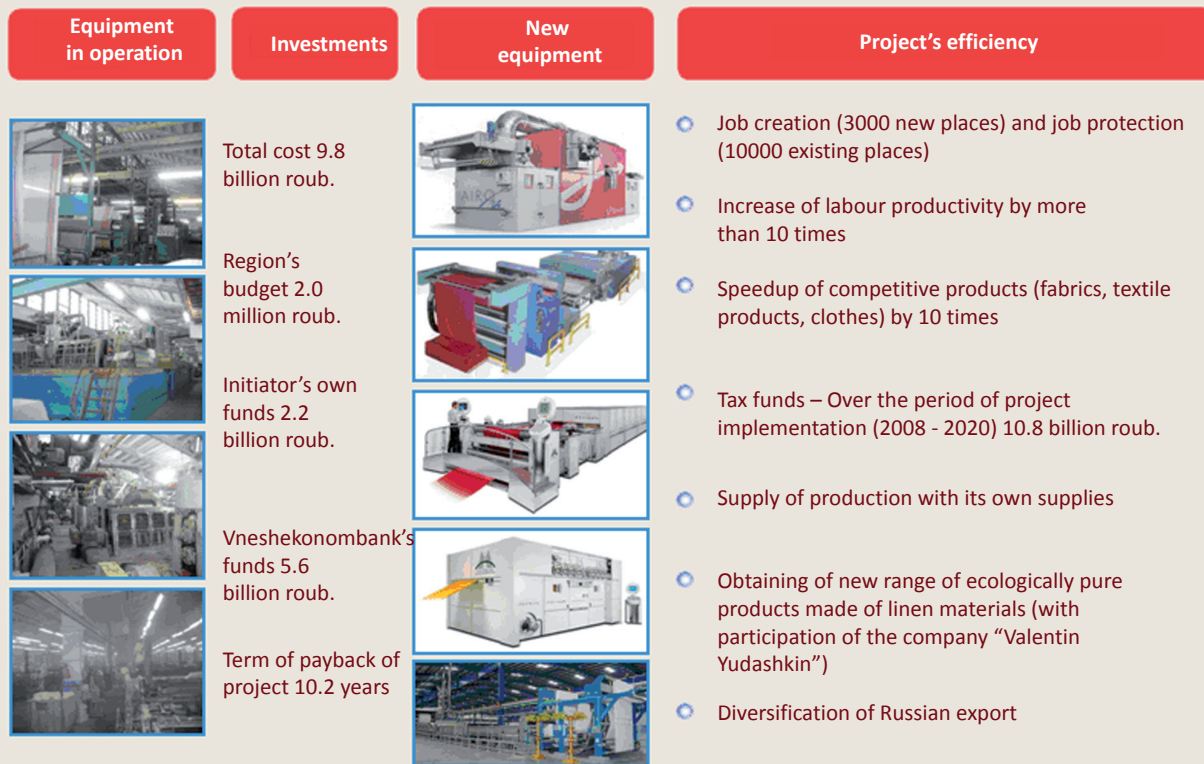 Equipment
in operation
Investments
New
equipment
Project's efficiency
Total cost 9.8
billion roub.
Region's
budget 2.0
million roub.
Initiator's own
funds 2.2
billion roub.
Vneshekonombank's
funds 5.6
billion roub.
Term of payback of
project 10.2 years
AIRO
Job creation (3000 new places) and job protection
(10000 existing places)
Increase of labour productivity by more
than 10 times
Speedup of competitive products (fabrics, textile
products, clothes) by 10 times
Tax funds – Over the period of project
implementation (2008 - 2020) 10.8 billion roub.
Supply of production with its own supplies
Obtaining of new range of ecologically pure
products made of linen materials (with
participation of the company “Valentin
Yudashkin”)
Diversification of Russian export